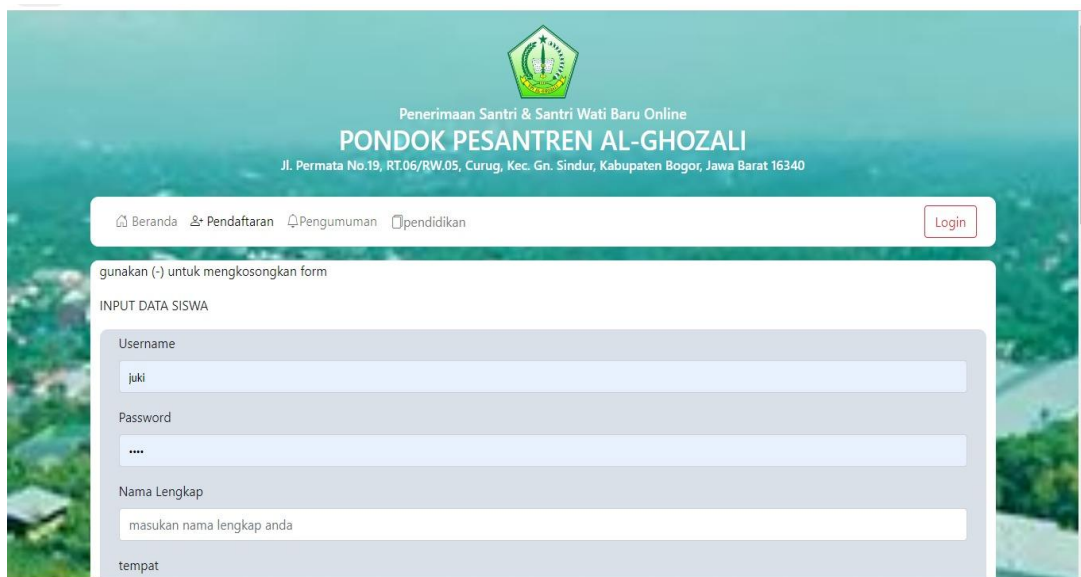 Penerimaan Santri & Santri Wati Baru Online
PONDOK PESANTREN AL-GHOZALI
Jl. Permata No.19, RT.06/RW.05, Curug, Kec. Gn. Sindur, Kabupaten Bogor, Jawa Barat 16340
Beranda Pendaftaran Pengumuman pendidikan Login
gunakan (-) untuk mengkosongkan form
INPUT DATA SISWA
Username
juki
Password
••••
Nama Lengkap
masukan nama lengkap anda
tempat